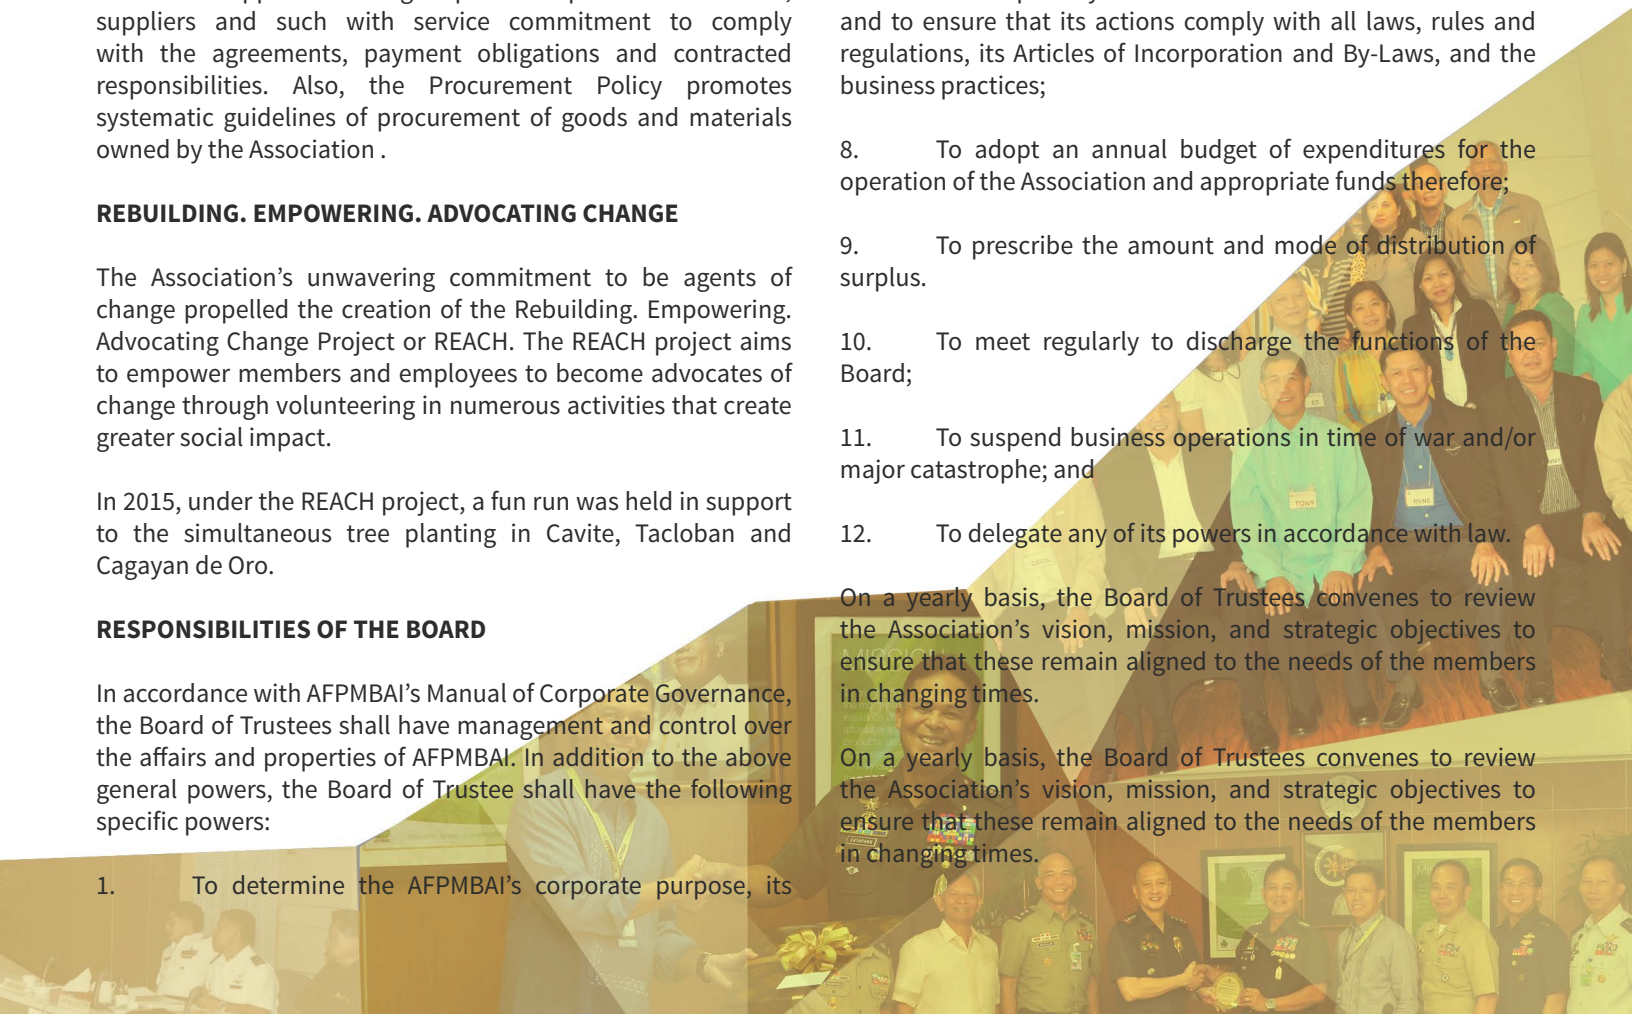 suppliers and such with service commitment to comply
with the agreements, payment obligations and contracted
responsibilities. Also, the Procurement Policy promotes
systematic guidelines of procurement of goods and materials
owned by the Association .
REBUILDING. EMPOWERING. ADVOCATING CHANGE
The Association’s unwavering commitment to be agents of
change propelled the creation of the Rebuilding. Empowering.
Advocating Change Project or REACH. The REACH project aims
to empower members and employees to become advocates of
change through volunteering in numerous activities that create
greater social impact.
In 2015, under the REACH project, a fun run was held in support
to the simultaneous tree planting in Cavite, Tacloban and
Cagayan de Oro.
RESPONSIBILITIES OF THE BOARD
In accordance with AFPMBAI’s Manual of Corporate Governance,
the Board of Trustees shall have management and control over
the affairs and properties of AFPMBAI. In addition to the above
general powers, the Board of Trustee shall have the following
specific powers:
1. To determine the AFPMBAI’s corporate purpose, its
and to ensure that its actions comply with all laws, rules and
regulations, its Articles of Incorporation and By-Laws, and the
business practices;
8. To adopt an annual budget of expenditures for the
operation of the Association and appropriate funds therefore;
9. To prescribe the amount and mode of distribution of
surplus.
10. To meet regularly to discharge the functions of the
Board;
11. To suspend business operations in time of war and/or
major catastrophe; and
12. To delegate any of its powers in accordance with law.
On a yearly basis, the Board of Trustees convenes to review
the Association’s vision, mission, and strategic objectives to
ensure that these remain aligned to the needs of the members
in changing times.
On a yearly basis, the Board of Trustees convenes to review
the Association’s vision, mission, and strategic objectives to
ensure that these remain aligned to the needs of the members
in changing times.
TONY
RENE
MISSION
CATAPANG